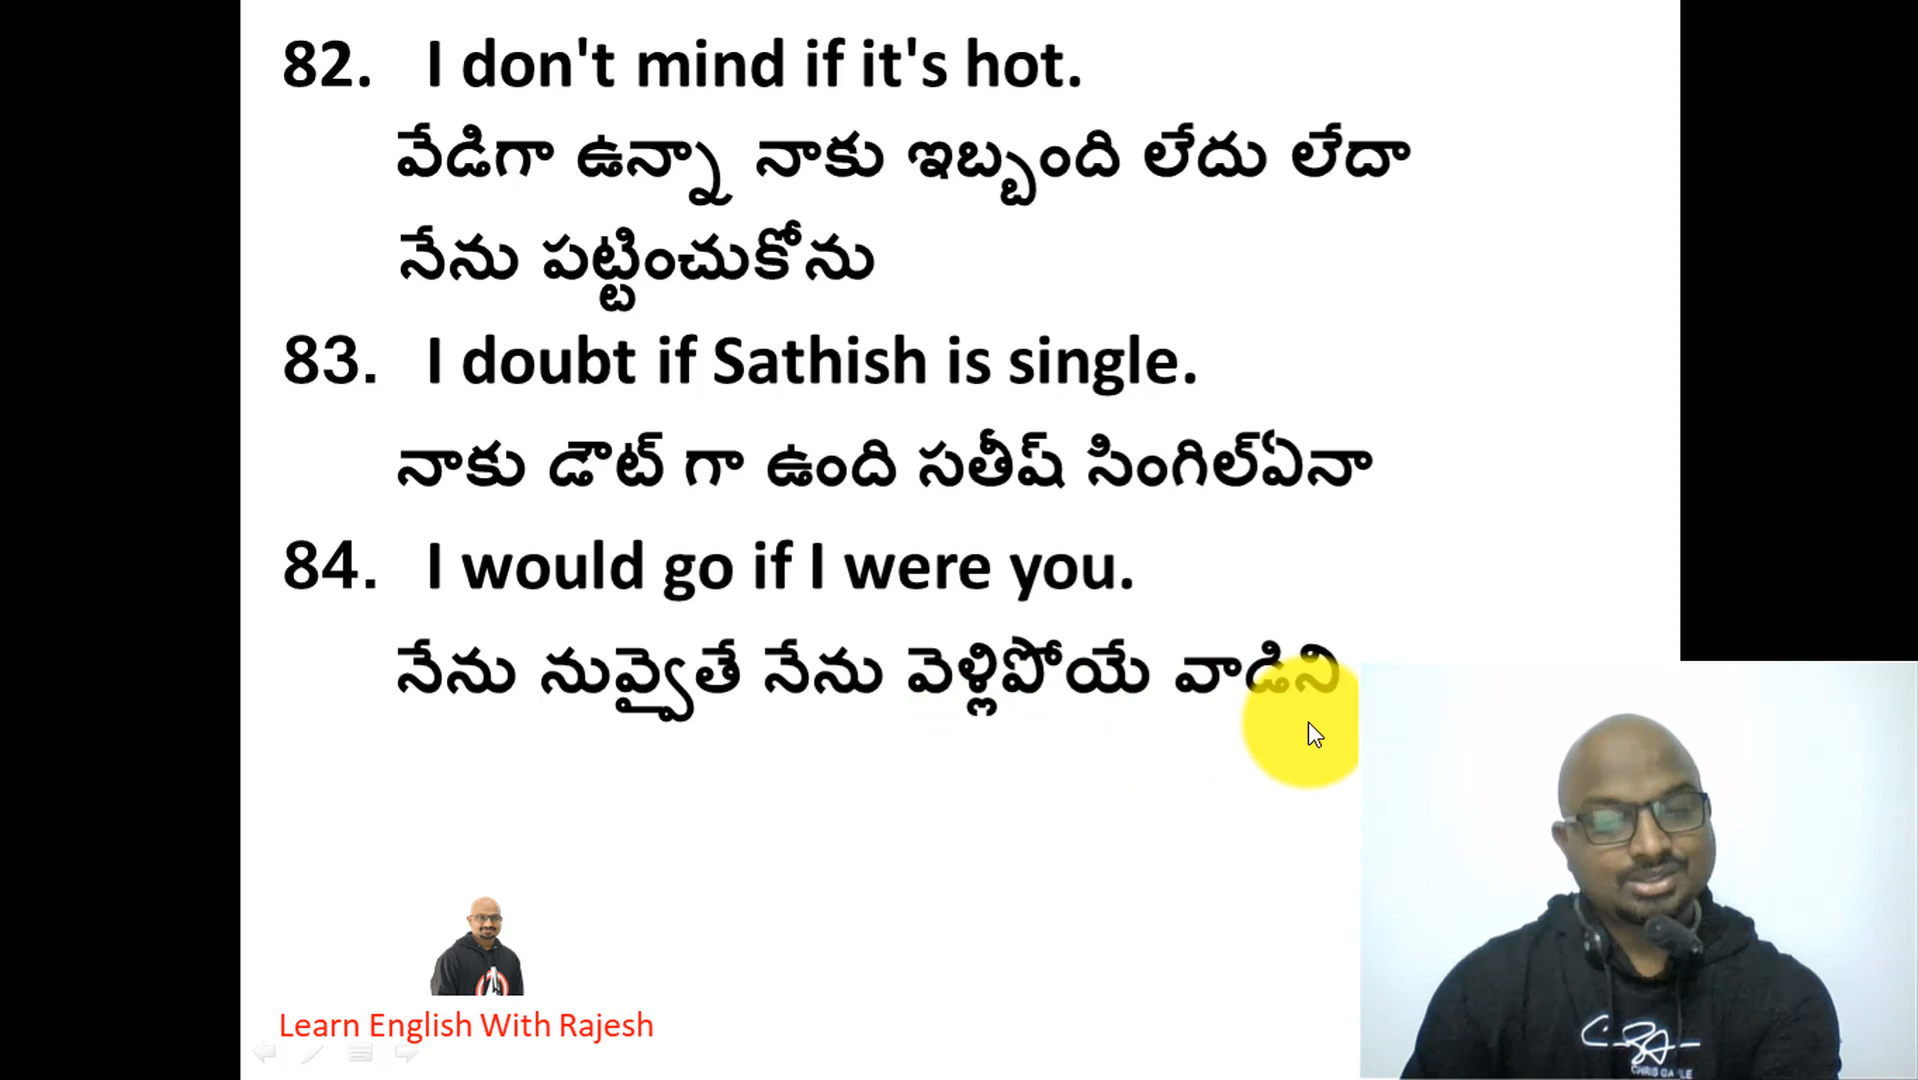 82. I don't mind if it's hot.
వేడిగా ఉన్నా నాకు ఇబ్బంది లేదు లేదా
నేను పట్టించుకోను
83. I doubt if Sathish is single.
నాకు డౌట్ గా ఉంది సతీష్ సింగిల్ఏనా
84. I would go if I were you.
నేను నువ్వైతే నేను వెళ్లిపోయే వాడిని
Learn English With Rajesh